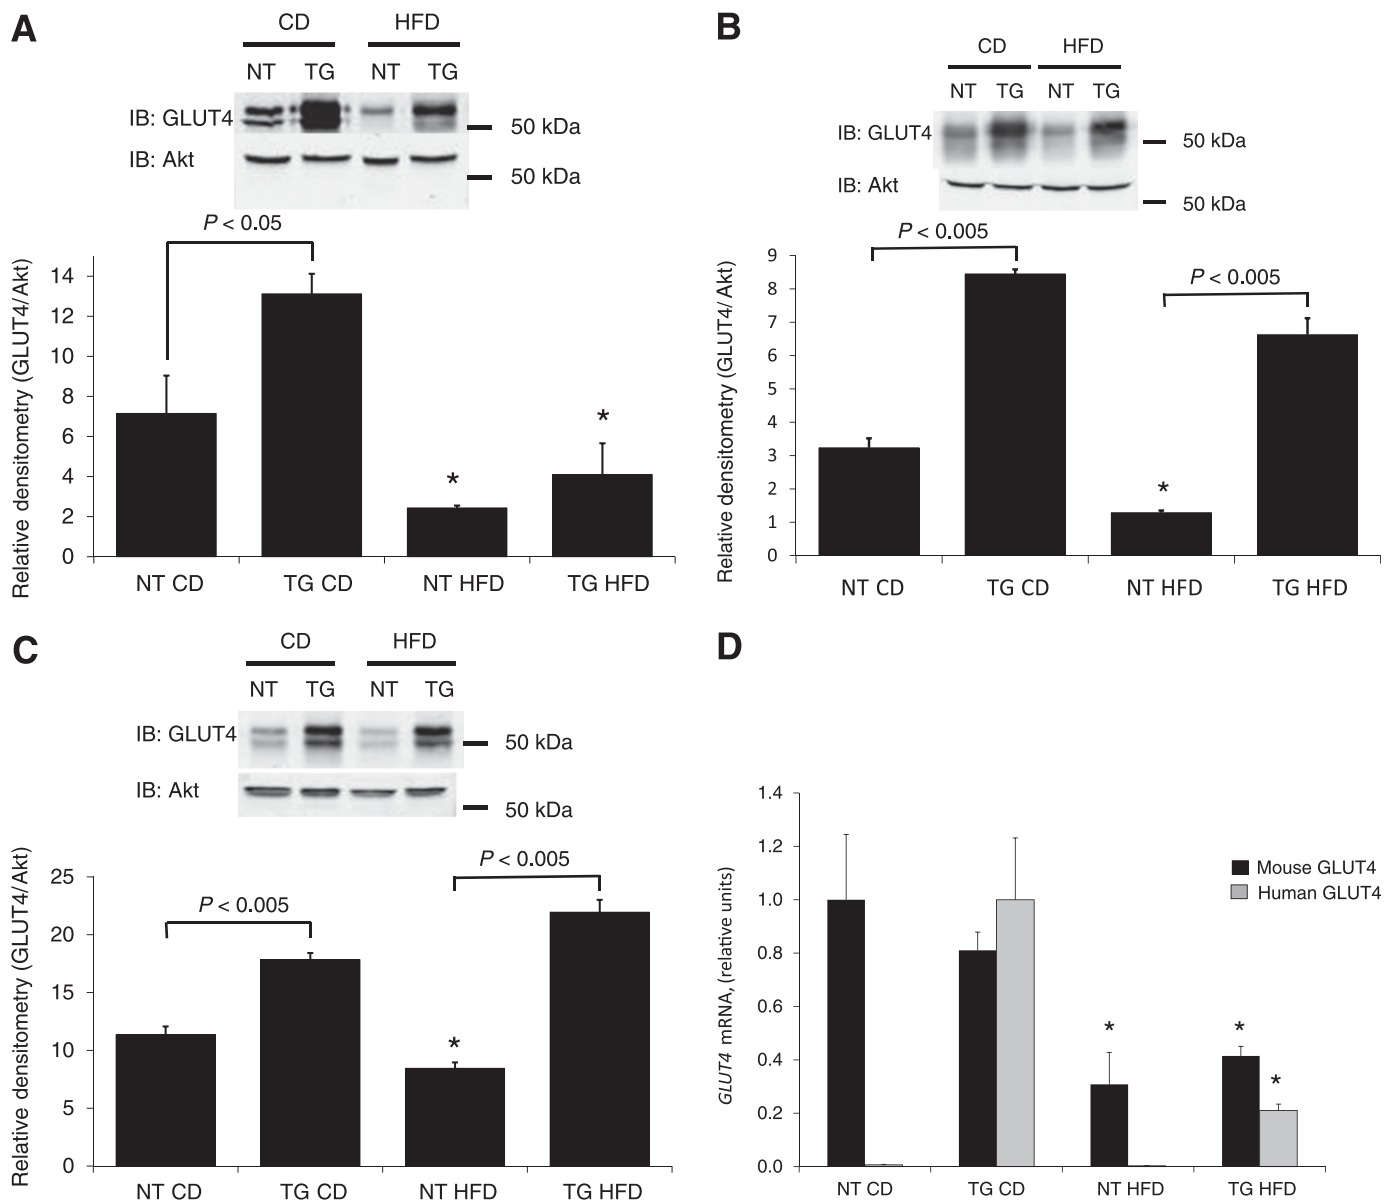 A
CD HFD
NT TG NT TG
IB: GLUT4
50 kDa
IB: Akt
50 kDa
P < 0.05
Relative densitometry (GLUT4/Akt)
14
12
10
8
6
4
2
0
*
*
NT CD TG CD NT HFD TG HFD
B
CD HFD
NT TG NT TG
IB: GLUT4
50 kDa
IB: Akt
50 kDa
P < 0.005
P < 0.005
Relative densitometry (GLUT4/Akt)
9
8
7
6
5
4
3
2
1
0
*
NT CD TG CD NT HFD TG HFD
C
CD HFD
NT TG NT TG
IB: GLUT4
50 kDa
IB: Akt
50 kDa
P < 0.005
P < 0.005
Relative densitometry (GLUT4/Akt)
25
20
15
10
5
0
*
NT CD TG CD NT HFD TG HFD
D
GLUT4 mRNA, (relative units)
1.4
1.2
1.0
0.8
0.6
0.4
0.2
0.0
Mouse GLUT4
Human GLUT4
* *
*
NT CD TG CD NT HFD TG HFD